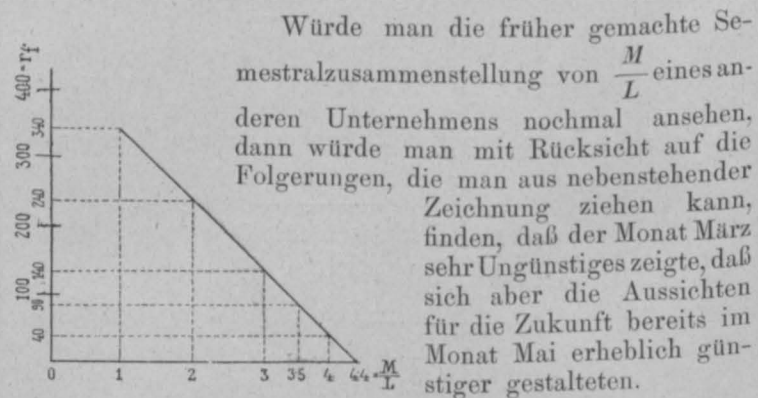 Würde man die früher gemachte Se-
mestralzusammenstellung von M/L eines an-
deren Unternehmens nochmal ansehen,
dann würde man mit Rücksicht auf die
Folgerungen, die man aus nebenstehender
Zeichnung ziehen kann,
finden, daß der Monat März
sehr Ungünstiges zeigte, daß
sich aber die Aussichten
für die Zukunft bereits im
Monat Mai erheblich gün-
stiger gestalteten.
400 · rf
340
300
240
200
140
100
90
40
0 1 2 3 35 4 44 · M/L